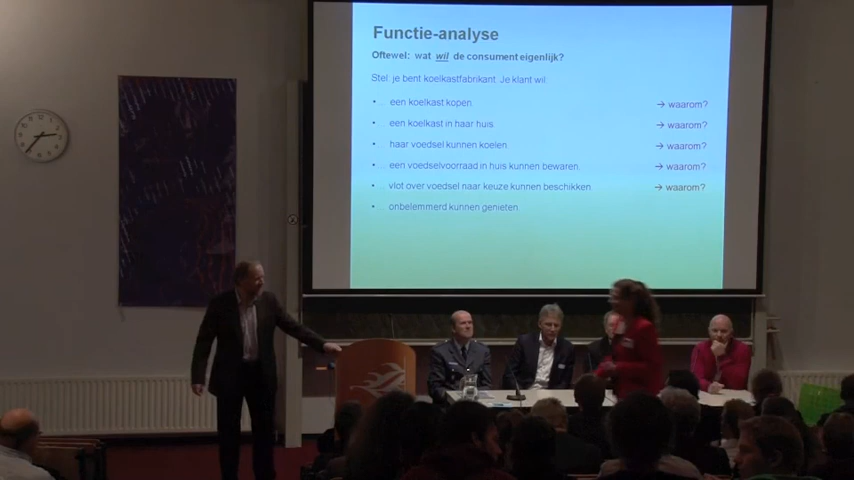 Functie-analyse
Oftewel: wat wil de consument eigenlijk?
Stel: je bent koelkastfabrikant. Je klant wil:
• ... een koelkast kopen. → waarom?
• ... een koelkast in haar huis. → waarom?
• ... haar voedsel kunnen koelen. → waarom?
• ... een voedselvoorraad in huis kunnen bewaren. → waarom?
• ... vlot over voedsel naar keuze kunnen beschikken. → waarom?
• ... onbelemmerd kunnen genieten.